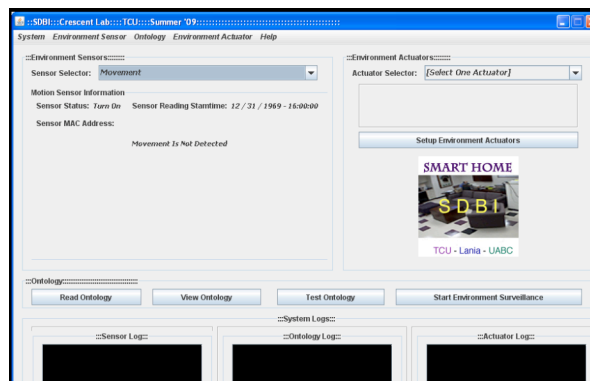 ::SDBI:::Crescent Lab::::TCU::::Summer '09::::::::::::::::::::::::::::::::::::::::::::
System Environment Sensor Ontology Environment Actuator Help
:::Environment Sensors::::::::
Sensor Selector: Movement
Motion Sensor Information
Sensor Status: Turn On Sensor Reading Stamtime: 12 / 31 / 1969 - 16:00:00
Sensor MAC Address:
Movement Is Not Detected
:::Environment Actuators::::::::
Actuator Selector: [Select One Actuator]
Setup Environment Actuators
SMART HOME
SDBI
TCU - Lania - UABC
:::Ontology::::::::::::::::::::::::::::::::
Read Ontology View Ontology Test Ontology Start Environment Surveillance
:::System Logs:::
:::Sensor Log::: :::Ontology Log::: :::Actuator Log:::